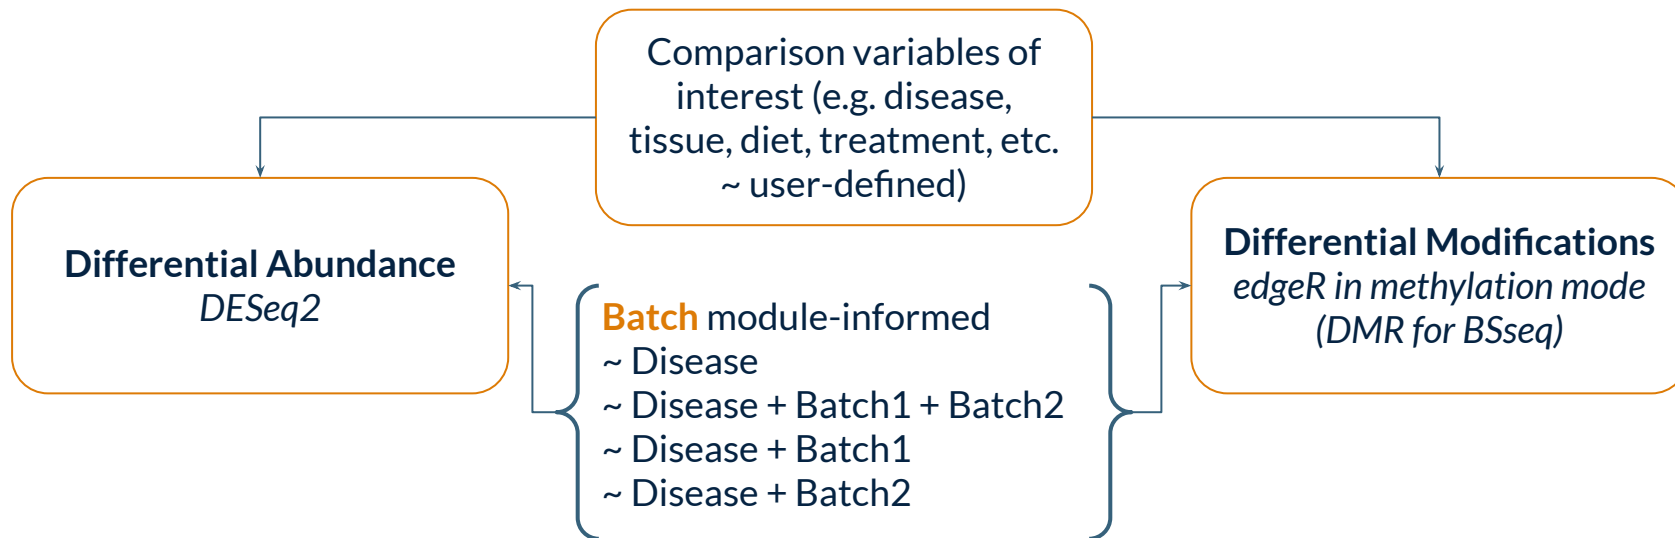 Comparison variables of
interest (e.g. disease,
tissue, diet, treatment, etc.
~ user-defined)
Differential Abundance
DESeq2
Differential Modifications
edgeR in methylation mode
(DMR for BSseq)
Batch module-informed
~ Disease
~ Disease + Batch1 + Batch2
~ Disease + Batch1
~ Disease + Batch2